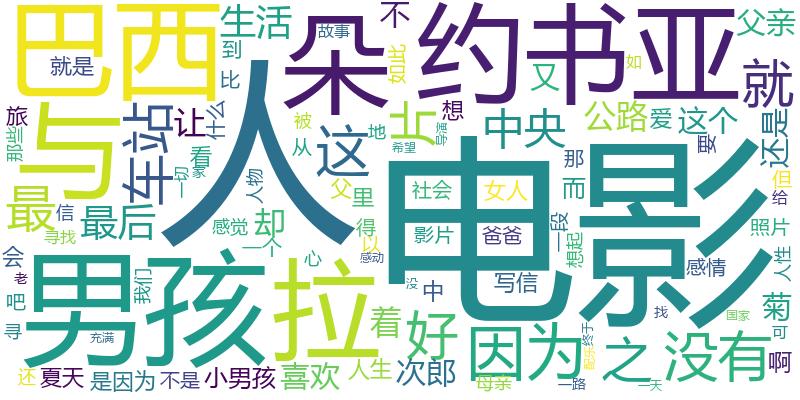 巴西
就是
生活
故事
到
比
朵
不
如此
约书亚
父亲
如
又
就
旅
那些
与
车站
让
什么
人
这
被
从
地
片
想
希望
导演
中央
公路
爱
这个
要
还是
看
一切
家
人物
父
里
社会
女人
那
而
但
给
最
信
寻找
最后
感觉
却
一个
得
以
感动
影片
爸爸
电影
一段
想起
照片
人性
会
老
吧
寻
男孩
我们
充满
拉
心
没
中
写信
着
好
因为
终于
之
找
感情
国家
菊
可
没有
啊
还
夏天
是因为
不是
小男孩
喜欢
人生
次郎
母亲
一路
配乐
一天